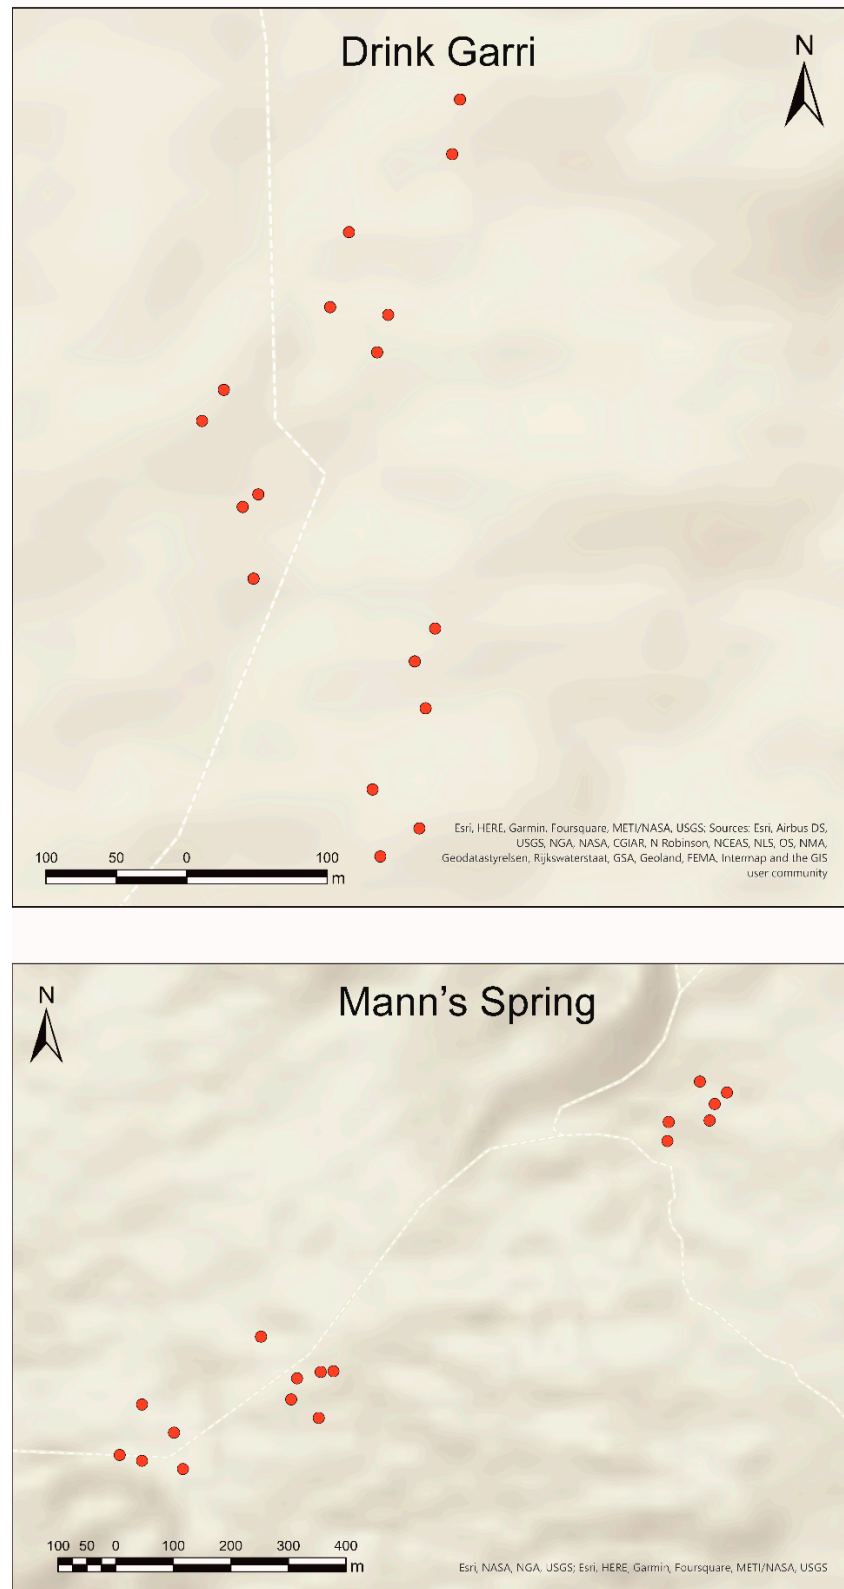 Drink Garri
N
Esri, HERE, Garmin, Foursquare, METI/NASA, USGS; Sources: Esri, Airbus DS,
USGS, NGA, NASA, CGIAR, N Robinson, NCEAS, NLS, OS, NMA,
Geodatastyrelsen, Rijkswaterstaat, GSA, Geoland, FEMA, Intermap and the GIS
user community
100 50 0 100
m
Mann’s Spring
N
100 50 0 100 200 300 400
m
Esri, NASA, NGA, USGS; Esri, HERE, Garmin, Foursquare, METI/NASA, USGS